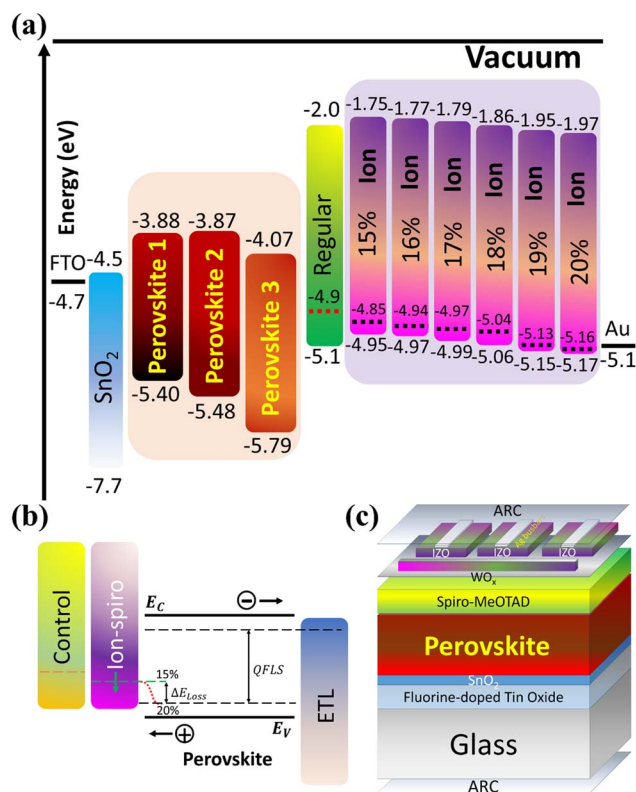 (a)
Vacuum
Energy (eV)
FTO
-4.7
-4.5
SnO2
-7.7
-3.88
Perovskite 1
-5.40
-3.87
Perovskite 2
-5.48
-4.07
Perovskite 3
-5.79
-2.0
Regular
-4.9
-5.1
-1.75
Ion
15%
-4.85
-4.95
-1.77
Ion
16%
-4.94
-4.97
-1.79
Ion
17%
-4.97
-4.99
-1.86
Ion
18%
-5.04
-5.06
-1.95
Ion
19%
-5.13
-5.15
-1.97
Ion
20%
-5.16
-5.17
Au
-5.1
(b)
Control
Ion-spiro
EC
⊖ →
QFLS
15%
ΔELoss
20%
EV
← ⊕
Perovskite
ETL
(c)
ARC
IZO
IZO
IZO
WOx
Spiro-MeOTAD
Perovskite
SnO2
Fluorine-doped Tin Oxide
Glass
ARC